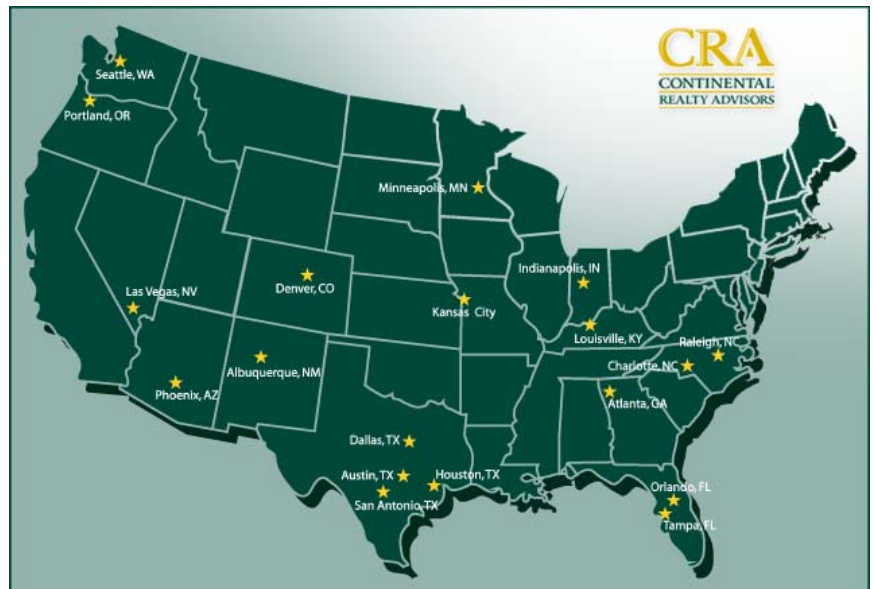 CRA
CONTINENTAL
REALTY ADVISORS
Seattle, WA
Portland, OR
Minneapolis, MN
Indianapolis, IN
Las Vegas, NV
Denver, CO
Kansas City
Louisville, KY
Raleigh, NC
Charlotte, NC
Albuquerque, NM
Phoenix, AZ
Atlanta, GA
Dallas, TX
Austin, TX
Houston, TX
San Antonio, TX
Orlando, FL
Tampa, FL